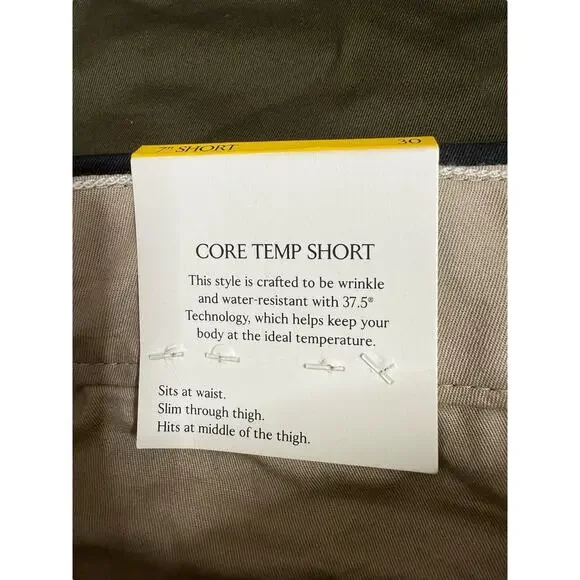 7" SHORT 30
CORE TEMP SHORT
This style is crafted to be wrinkle
and water-resistant with 37.5®
Technology, which helps keep your
body at the ideal temperature.
Sits at waist.
Slim through thigh.
Hits at middle of the thigh.